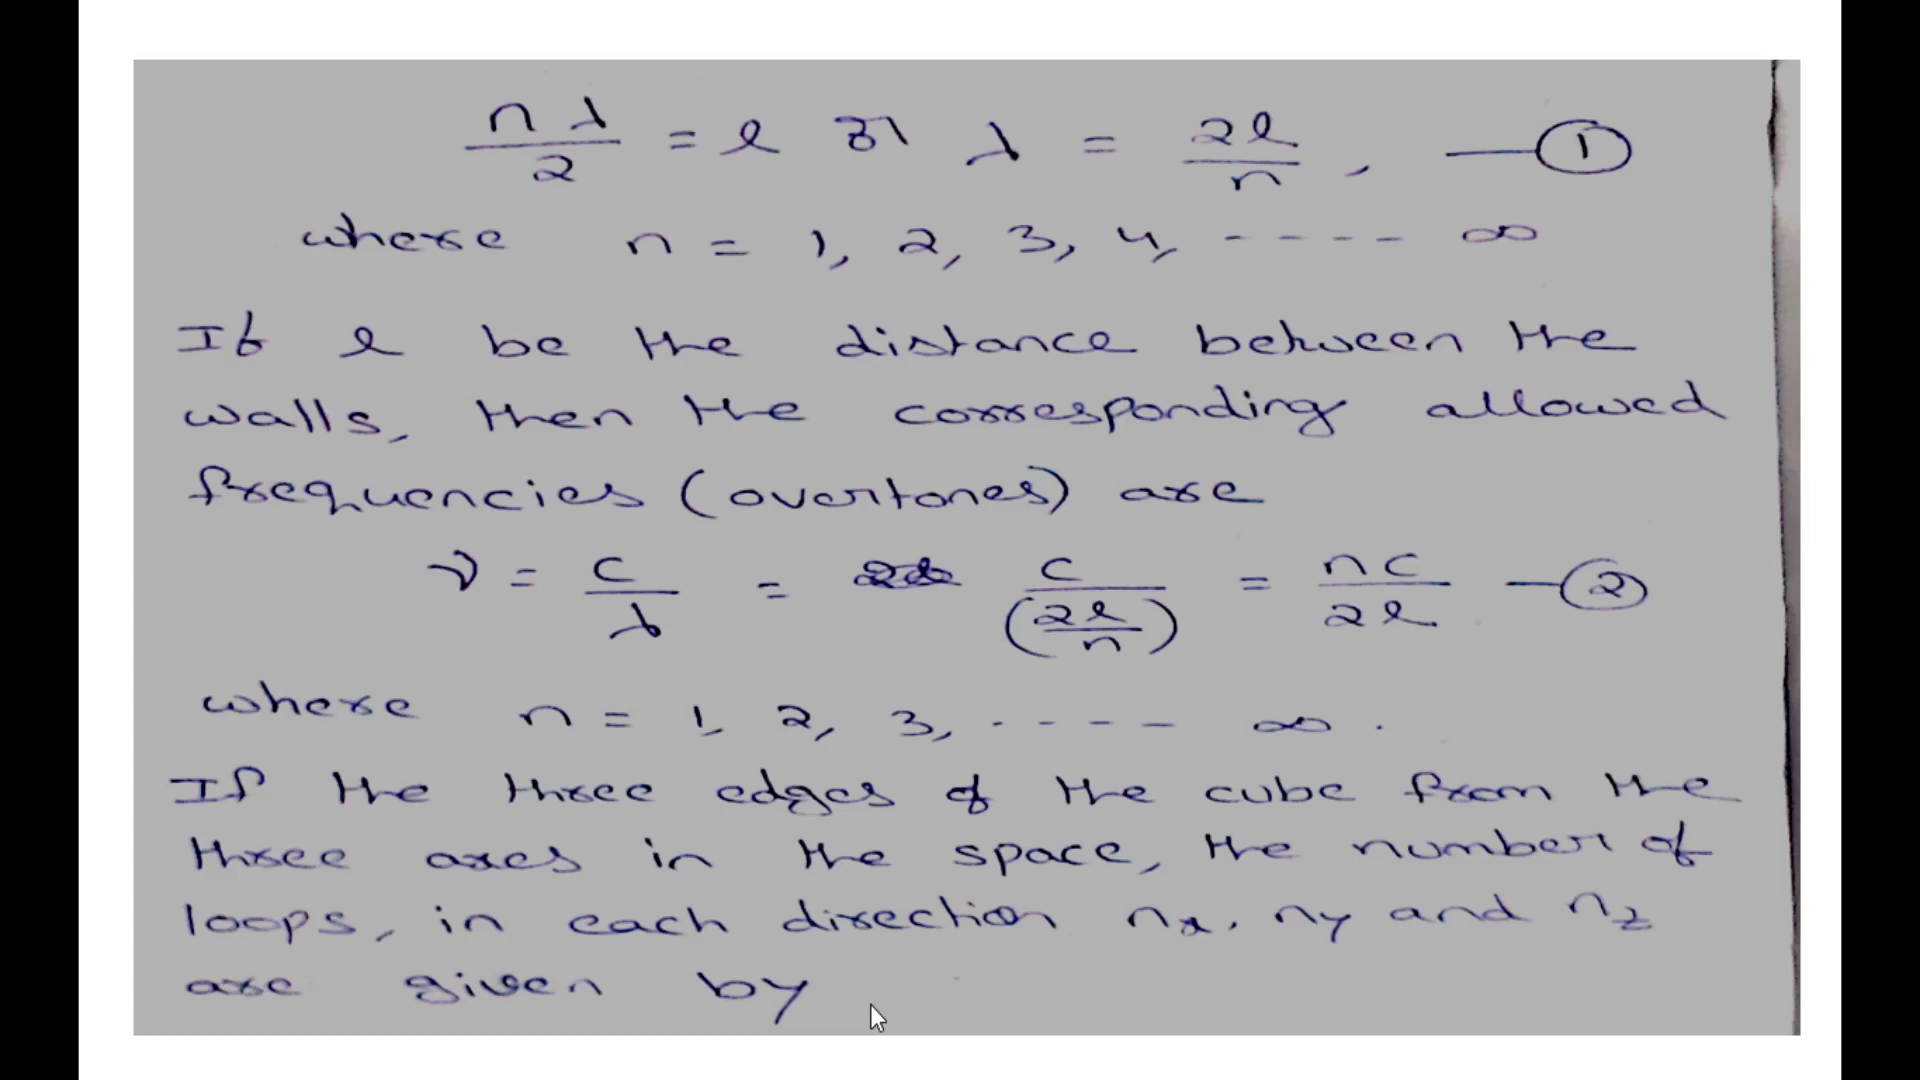 nλ/2 = l or λ = 2l/n, —①
where n = 1, 2, 3, 4, ----- ∞
If l be the distance between the
walls, then the corresponding allowed
frequencies (overtones) are
ν = c/λ = c/(2l/n) = nc/2l —②
where n = 1, 2, 3, ----- ∞.
If the three edges of the cube from the
three axes in the space, the number of
loops, in each direction nx, ny and nz
are given by